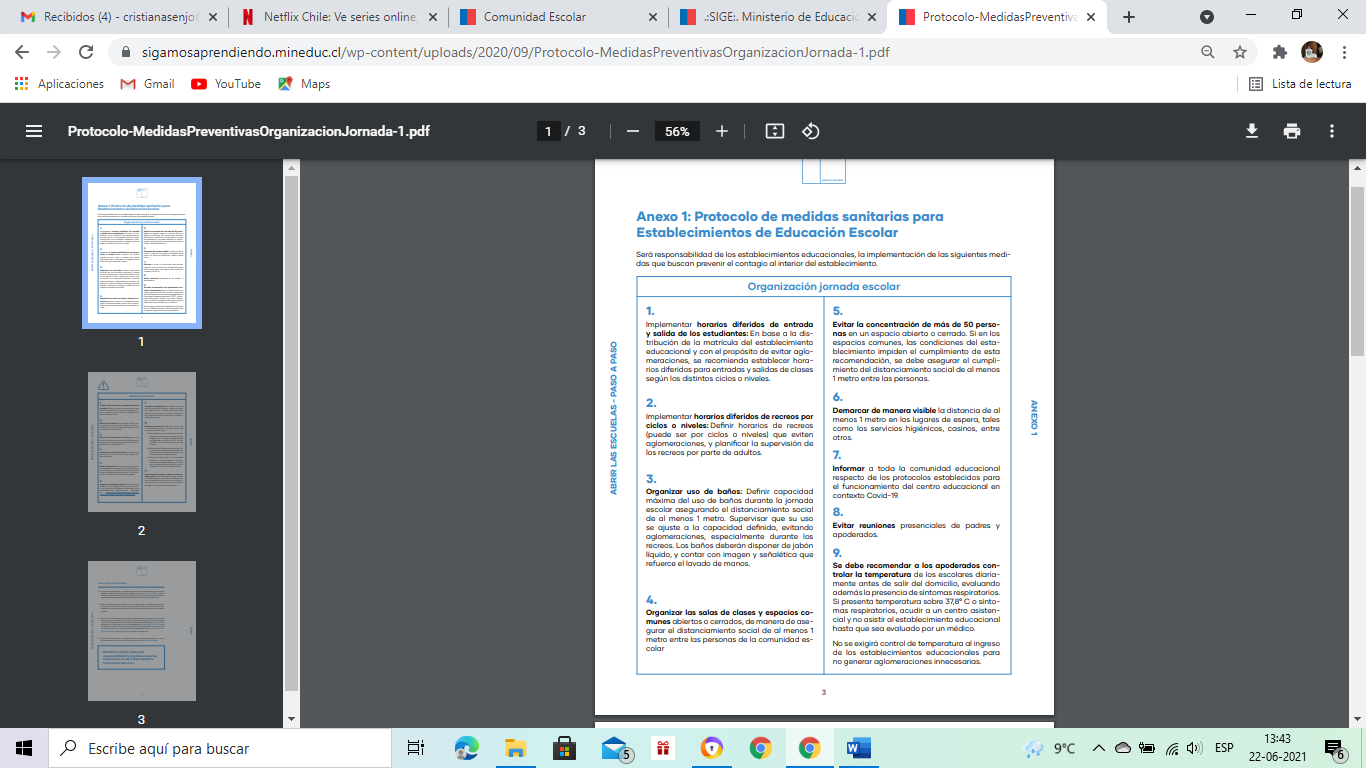 Recibidos (4) - cristianasenjo@
Netflix Chile: Ve series online,
Comunidad Escolar
.:SIGE:. Ministerio de Educació
Protocolo-MedidasPreventiva
sigamosaprendiendo.mineduc.cl/wp-content/uploads/2020/09/Protocolo-MedidasPreventivasOrganizacionJornada-1.pdf
Aplicaciones
Gmail
YouTube
Maps
Lista de lectura
Protocolo-MedidasPreventivasOrganizacionJornada-1.pdf
1 / 3
56%
1
2
3
Anexo 1: Protocolo de medidas sanitarias para
Establecimientos de Educación Escolar
Será responsabilidad de los establecimientos educacionales, la implementación de las siguientes medi-
das que buscan prevenir el contagio al interior del establecimiento.
Organización jornada escolar
1.
Implementar horarios diferidos de entrada
y salida de los estudiantes: En base a la dis-
tribución de la matrícula del establecimiento
educacional y con el propósito de evitar aglo-
meraciones, se recomienda establecer hora-
rios diferidos para entradas y salidas de clases
según los distintos ciclos o niveles.
2.
Implementar horarios diferidos de recreos por
ciclos o niveles: Definir horarios de recreos
(puede ser por ciclos o niveles) que eviten
aglomeraciones, y planificar la supervisión de
los recreos por parte de adultos.
3.
Organizar uso de baños: Definir capacidad
máxima del uso de baños durante la jornada
escolar asegurando el distanciamiento social
de al menos 1 metro. Supervisar que su uso
se ajuste a la capacidad definida, evitando
aglomeraciones, especialmente durante los
recreos. Los baños deberán disponer de jabón
líquido, y contar con imagen y señalética que
refuerce el lavado de manos.
4.
Organizar las salas de clases y espacios co-
munes abiertos o cerrados, de manera de ase-
gurar el distanciamiento social de al menos 1
metro entre las personas de la comunidad es-
colar
5.
Evitar la concentración de más de 50 perso-
nas en un espacio abierto o cerrado. Si en los
espacios comunes, las condiciones del esta-
blecimiento impiden el cumplimiento de esta
recomendación, se debe asegurar el cumpli-
miento del distanciamiento social de al menos
1 metro entre las personas.
6.
Demarcar de manera visible la distancia de al
menos 1 metro en los lugares de espera, tales
como los servicios higiénicos, casinos, entre
otros.
7.
Informar a toda la comunidad educacional
respecto de los protocolos establecidos para
el funcionamiento del centro educacional en
contexto Covid-19.
8.
Evitar reuniones presenciales de padres y
apoderados.
9.
Se debe recomendar a los apoderados con-
trolar la temperatura de los escolares diaria-
mente antes de salir del domicilio, evaluando
además la presencia de síntomas respiratorios.
Si presenta temperatura sobre 37,8º C o sínto-
mas respiratorios, acudir a un centro asisten-
cial y no asistir al establecimiento educacional
hasta que sea evaluado por un médico.
No se exigirá control de temperatura al ingreso
de los establecimientos educacionales para
no generar aglomeraciones innecesarias.
ABRIR LAS ESCUELAS - PASO A PASO
ANEXO 1
3
Escribe aquí para buscar
5
9°C
ESP
13:43
22-06-2021
6